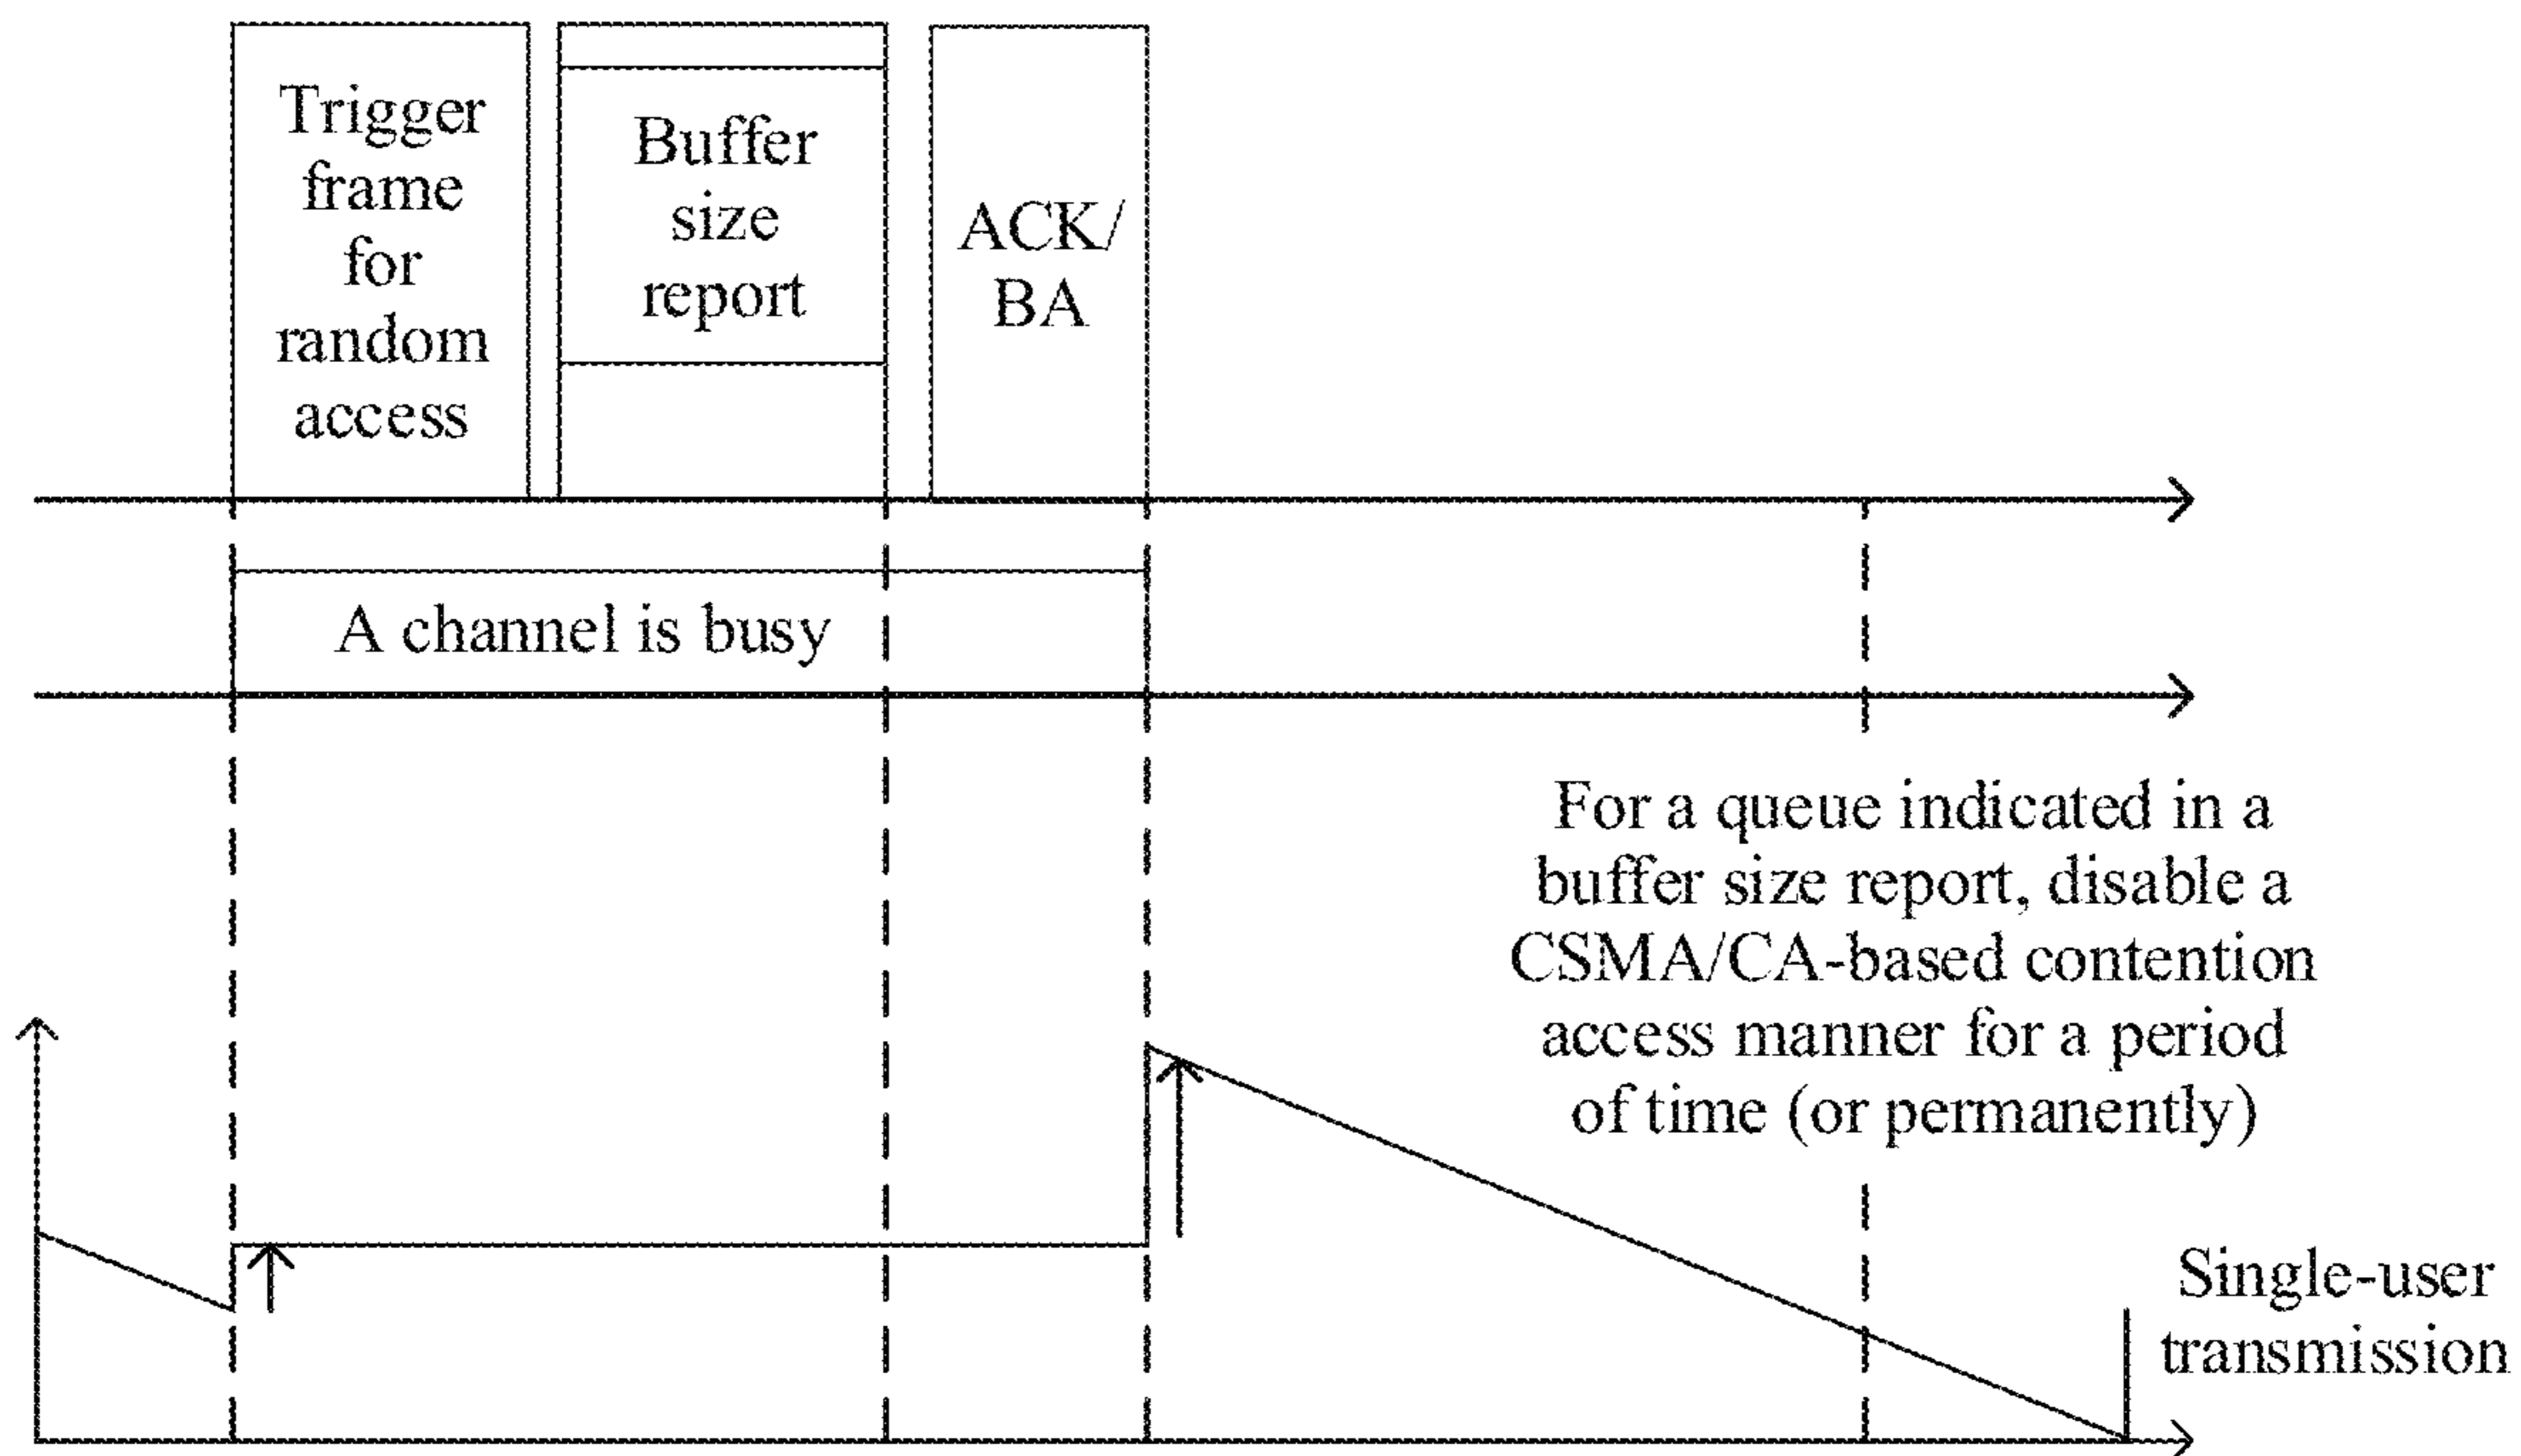 Trigger
frame
for
random
access
Buffer
size
report
ACK/
BA
A channel is busy
For a queue indicated in a
buffer size report, disable a
CSMA/CA-based contention
access manner for a period
of time (or permanently)
Single-user
transmission